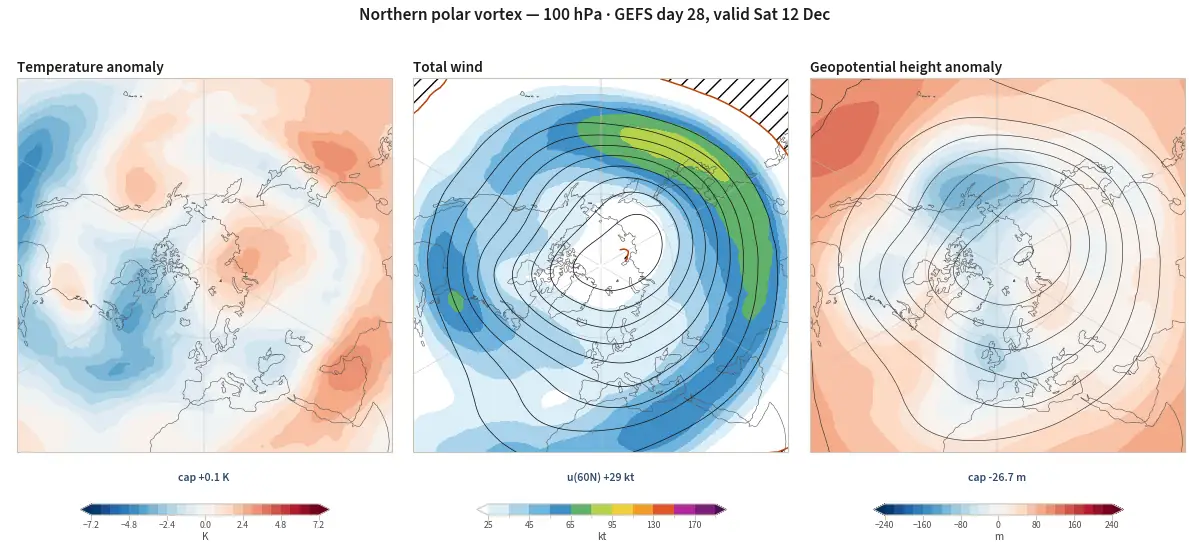 Northern polar vortex — 100 hPa · GEFS day 28, valid Sat 12 Dec
Temperature anomaly
Total wind
Geopotential height anomaly
cap +0.1 K
u(60N) +29 kt
cap -26.7 m
−7.2 −4.8 −2.4 0.0 2.4 4.8 7.2
K
25 45 65 95 130 170
kt
−240 −160 −80 0 80 160 240
m